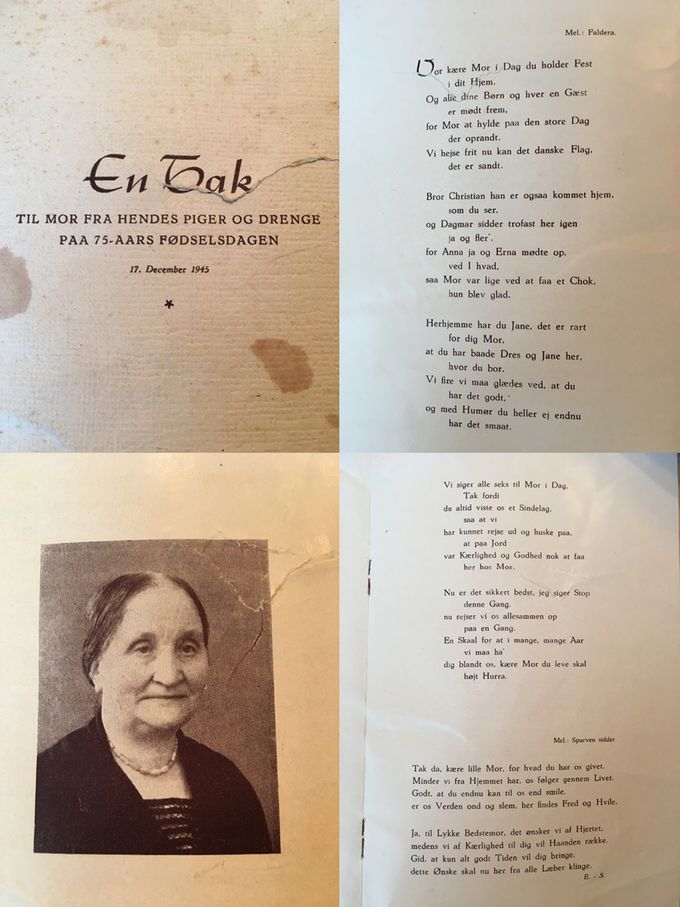 En Tak
TIL MOR FRA HENDES PIGER OG DRENGE
PAA 75-AARS FØDSELSDAGEN
17. December 1945
Mel.: Faldera.
Vor kære Mor i Dag du holder Fest
i dit Hjem.
Og alle dine Børn og hver en Gæst
er mødt frem,
for Mor at hylde paa den store Dag
der oprandt.
Vi hejse frit nu kan det danske Flag,
det er sandt.
Bror Christian han er ogsaa kommet hjem,
som du ser,
og Dagmar sidder trofast her igen
ja og fler'.
for Anna ja og Erna mødte op,
ved I hvad,
saa Mor var lige ved at faa et Chok,
hun blev glad.
Herhjemme har du Jane, det er rart
for dig Mor,
at du har baade Dres og Jane her,
hvor du bor.
Vi fire vi maa glædes ved, at du
har det godt,
og med Humør du heller ej endnu
har det smaat.
Vi siger alle seks til Mor i Dag,
Tak fordi
du altid viste os et Sindelag,
saa at vi
har kunnet rejse ud og huske paa,
at paa Jord
var Kærlighed og Godhed nok at faa
her hos Mor.
Nu er det sikkert bedst, jeg siger Stop
denne Gang,
nu rejser vi os allesammen op
paa en Gang.
En Skaal for at i mange, mange Aar
vi maa ha'
dig blandt os, kære Mor du leve skal
højt Hurra.
Mel.: Spurven sidder
Tak da, kære lille Mor, for hvad du har os givet.
Minder vi fra Hjemmet har, os følger gennem Livet.
Godt, at du endnu kan til os end smile,
er os Verden ond og slem, her findes Fred og Hvile.
Ja, til Lykke Bedstemor, det ønsker vi af Hjertet,
medens vi af Kærlighed til dig vil Haanden række.
Gid, at kun alt godt Tiden vil dig bringe,
dette Ønske skal nu her fra alle Læber klinge.
E. - S.